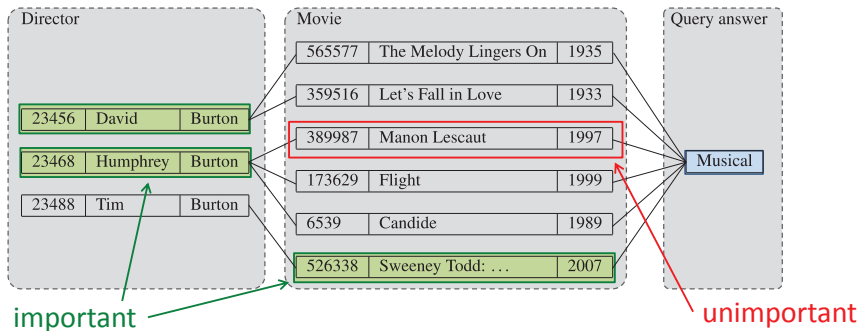 Director
Movie
Query answer
565577 The Melody Lingers On 1935
359516 Let's Fall in Love 1933
23456 David Burton
389987 Manon Lescaut 1997
23468 Humphrey Burton
Musical
173629 Flight 1999
23488 Tim Burton
6539 Candide 1989
526338 Sweeney Todd: ... 2007
important
unimportant